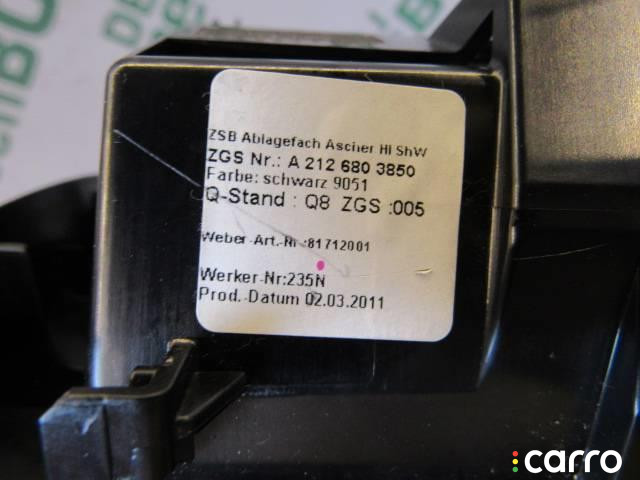 ZSB Ablagefach Ascher HI ShW
ZGS Nr.: A 212 680 3850
Farbe: schwarz 9051
Q-Stand : Q8 ZGS :005
Weber-Art.-Nr.:81712001
Werker-Nr:235N
Prod.-Datum 02.03.2011
carro